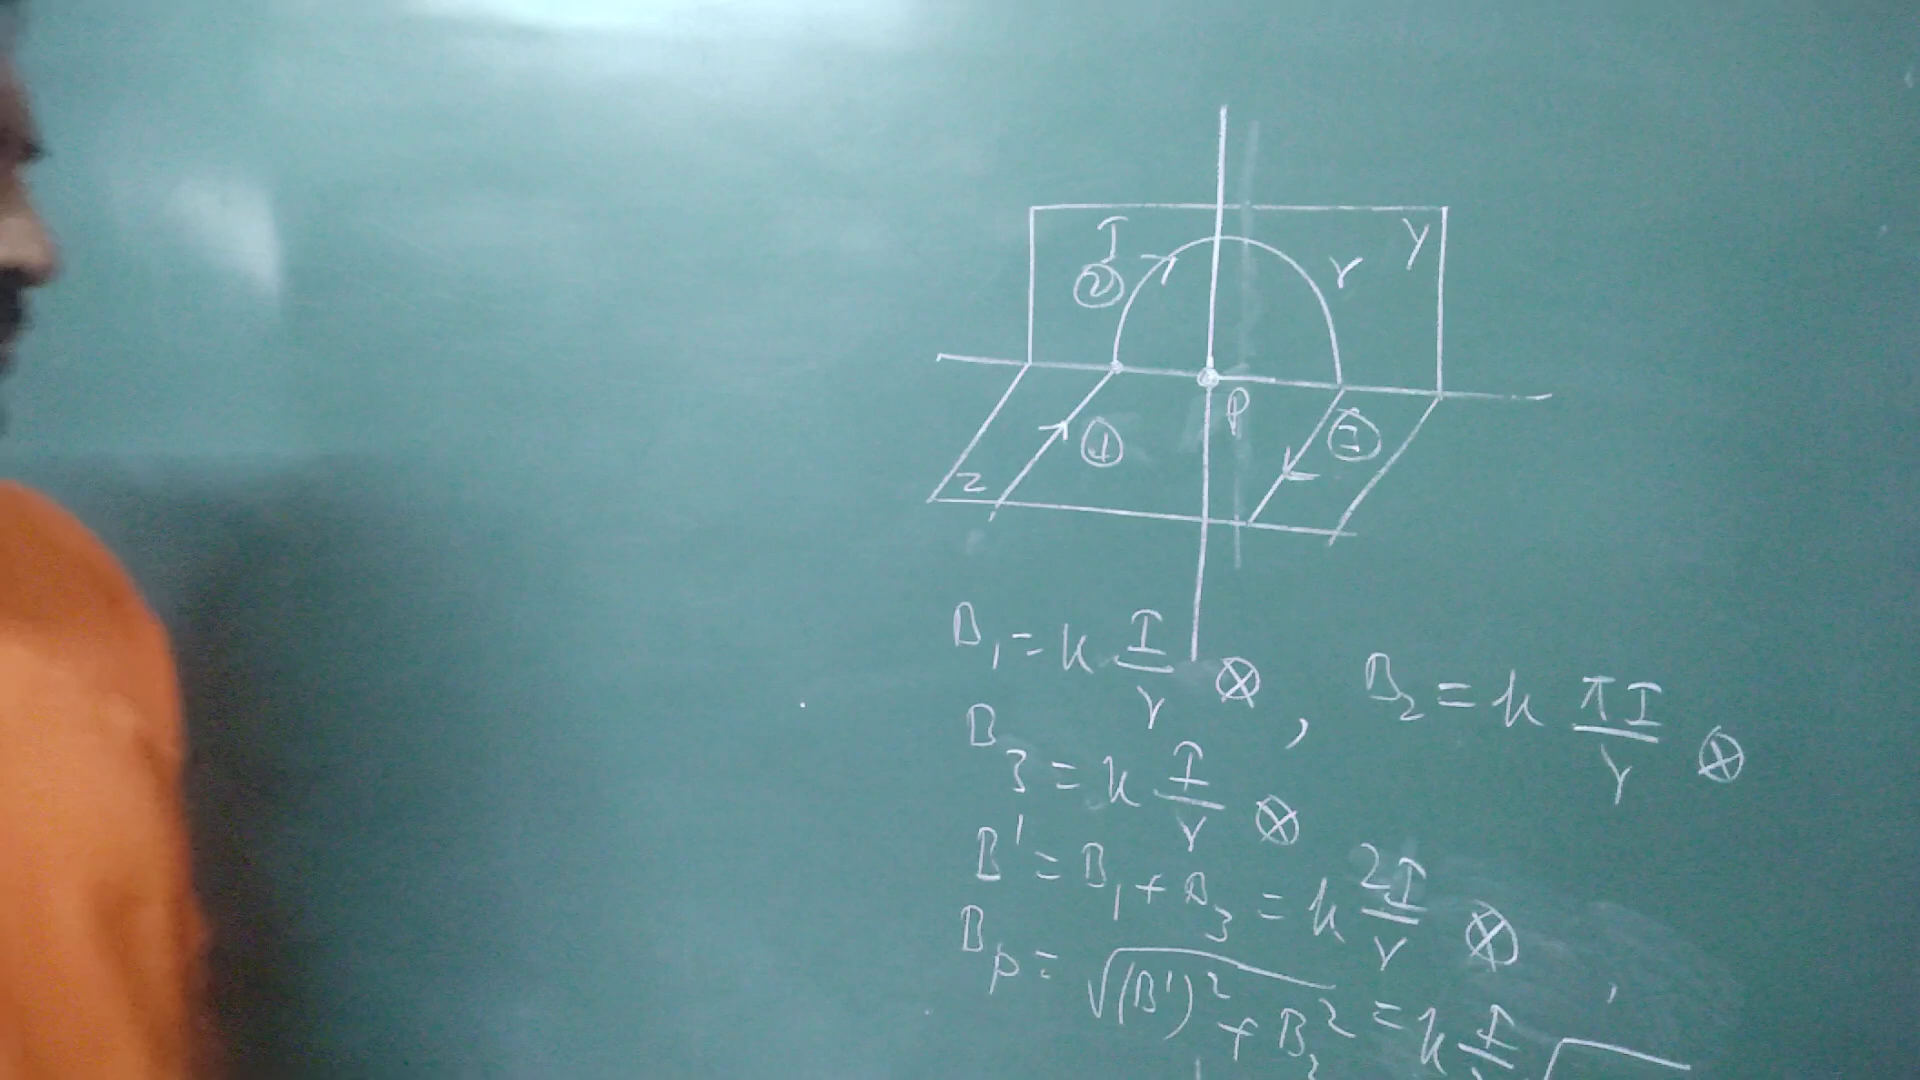 I
②
r
y
P
①
③
z
B₁ = k I/r ⊗ , B₂ = k πI/r ⊗
B₃ = k I/r ⊗
B' = B₁ + B₃ = k 2I/r ⊗
Bp = √((B')² + B₂²) = k I/r √